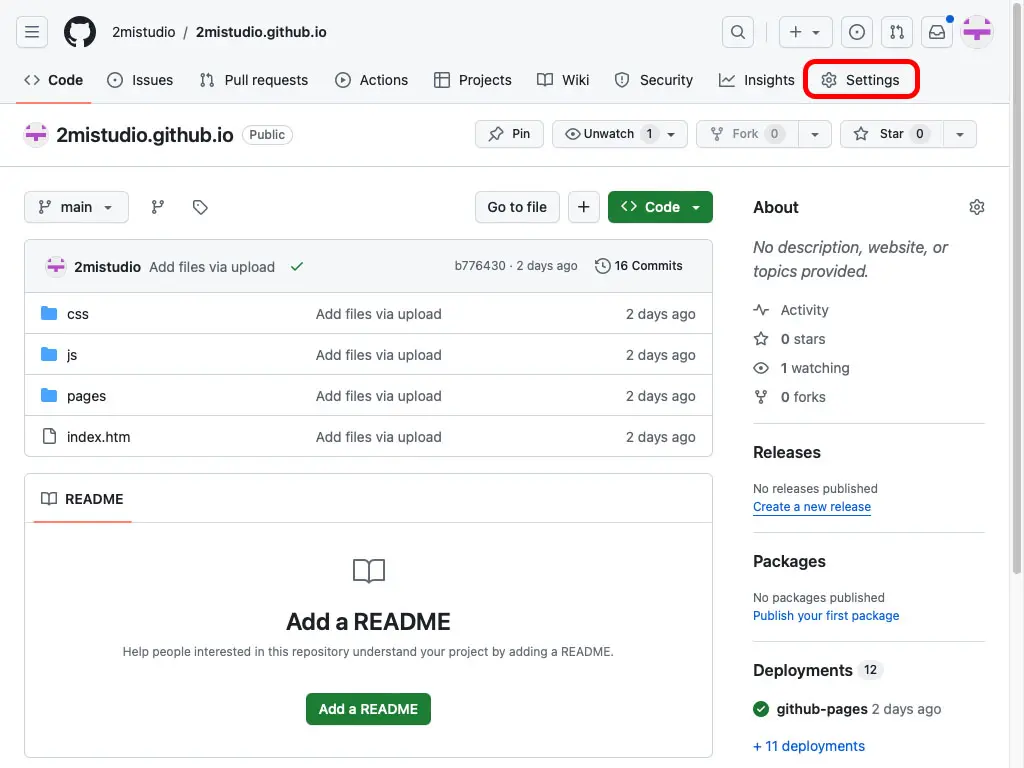 2mistudio / 2mistudio.github.io
Code Issues Pull requests Actions Projects Wiki Security Insights Settings
2mistudio.github.io Public Pin Unwatch 1 Fork 0 Star 0
main Go to file + Code
About
No description, website, or
topics provided.
2mistudio Add files via upload b776430 · 2 days ago 16 Commits
css Add files via upload 2 days ago
js Add files via upload 2 days ago
pages Add files via upload 2 days ago
index.htm Add files via upload 2 days ago
Activity
0 stars
1 watching
0 forks
README
Add a README
Help people interested in this repository understand your project by adding a README.
Add a README
Releases
No releases published
Create a new release
Packages
No packages published
Publish your first package
Deployments 12
github-pages 2 days ago
+ 11 deployments